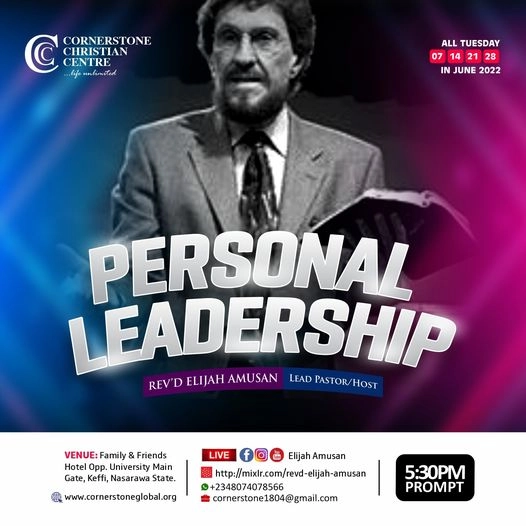 CORNERSTONE
CHRISTIAN
CENTRE
...life unlimited
ALL TUESDAY
07 14 21 28
IN JUNE 2022
PERSONAL
LEADERSHIP
REV'D ELIJAH AMUSAN
LEAD PASTOR/HOST
VENUE: Family & Friends
Hotel Opp. University Main
Gate, Keffi, Nasarawa State.
www.cornerstoneglobal.org
LIVE Elijah Amusan
http://mixlr.com/revd-elijah-amusan
+2348074078566
cornerstone1804@gmail.com
5:30PM
PROMPT